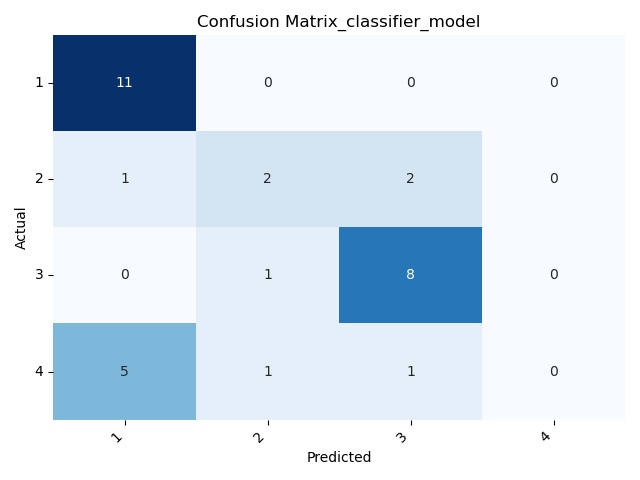 Confusion Matrix_classifier_model
Actual
1 11 0 0 0
2 1 2 2 0
3 0 1 8 0
4 5 1 1 0
1 2 3 4
Predicted